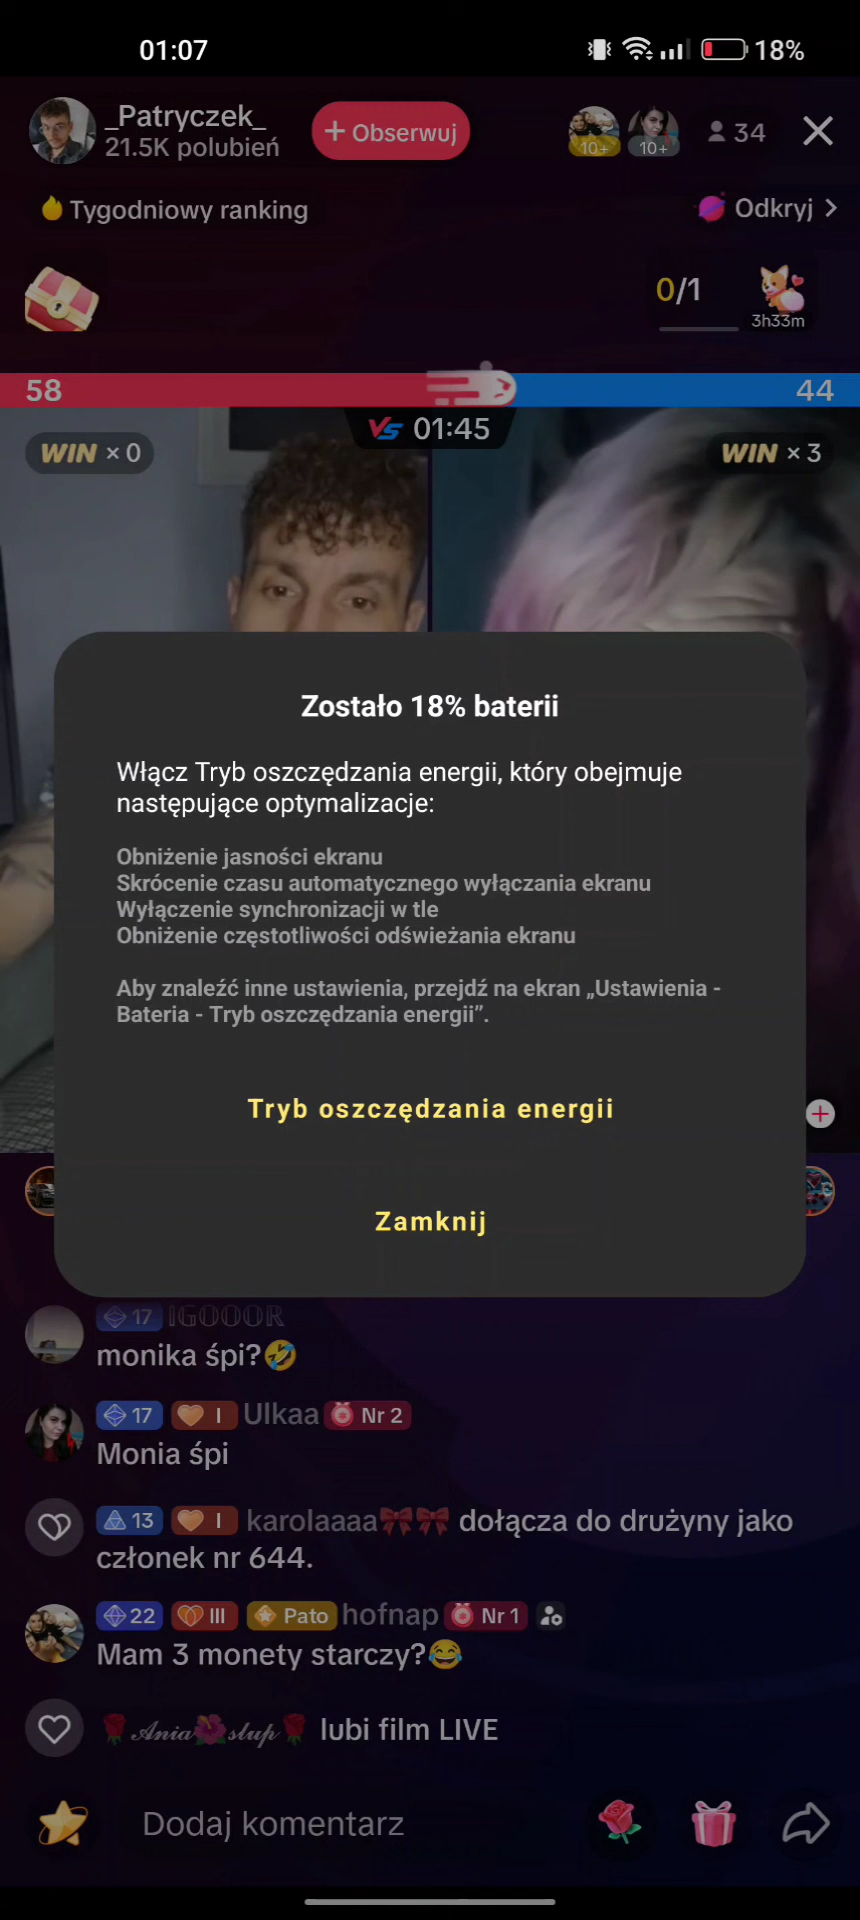 01:07
18%
_Patryczek_
21.5K polubień
+ Obserwuj
10+
10+
34
Tygodniowy ranking
Odkryj >
0/1
3h33m
58
44
WIN × 0
VS 01:45
WIN × 3
Zostało 18% baterii
Włącz Tryb oszczędzania energii, który obejmuje
następujące optymalizacje:
Obniżenie jasności ekranu
Skrócenie czasu automatycznego wyłączania ekranu
Wyłączenie synchronizacji w tle
Obniżenie częstotliwości odświeżania ekranu
Aby znaleźć inne ustawienia, przejdź na ekran „Ustawienia -
Bateria - Tryb oszczędzania energii”.
Tryb oszczędzania energii
Zamknij
17 𝕀𝔾𝕆𝕆𝕆ℝ
monika śpi?🤣
17 I Ulkaa Nr 2
Monia śpi
13 I karolaaaa🎀🎀 dołącza do drużyny jako
członek nr 644.
22 III Pato hofnap Nr 1
Mam 3 monety starczy?😂
🌹𝒜𝓃𝒾𝒶🌺𝓈𝓁𝓊𝓅🌹 lubi film LIVE
Dodaj komentarz